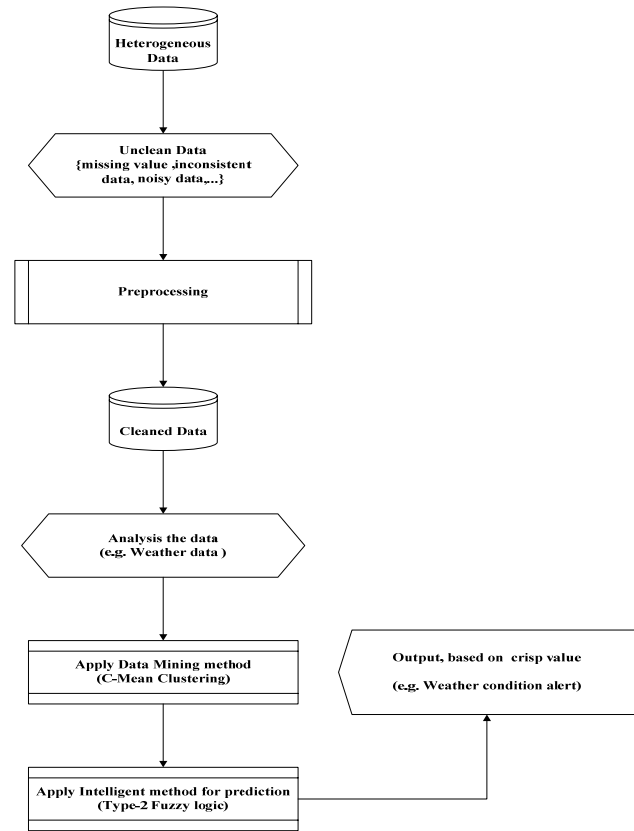 Heterogeneous
Data
Unclean Data
{missing value ,inconsistent
data, noisy data,...}
Preprocessing
Cleaned Data
Analysis the data
(e.g. Weather data )
Apply Data Mining method
(C-Mean Clustering)
Output, based on crisp value
(e.g. Weather condition alert)
Apply Intelligent method for prediction
(Type-2 Fuzzy logic)